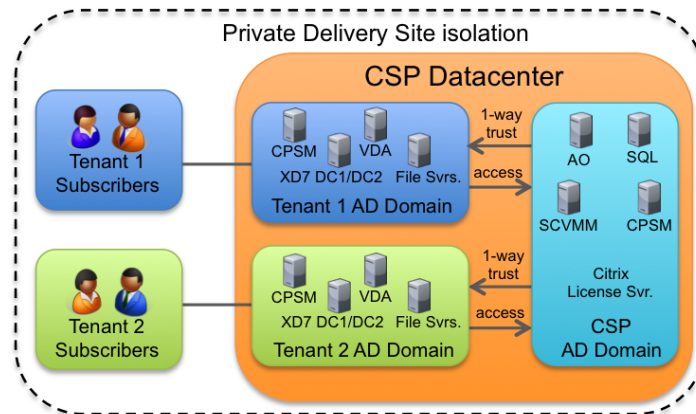 Private Delivery Site isolation
CSP Datacenter
Tenant 1
Subscribers
CPSM
VDA
XD7 DC1/DC2
File Svrs.
Tenant 1 AD Domain
1-way
trust
access
AO
SQL
SCVMM
CPSM
Citrix
License Svr.
CSP
AD Domain
Tenant 2
Subscribers
CPSM
VDA
XD7 DC1/DC2
File Svrs.
Tenant 2 AD Domain
1-way
trust
access